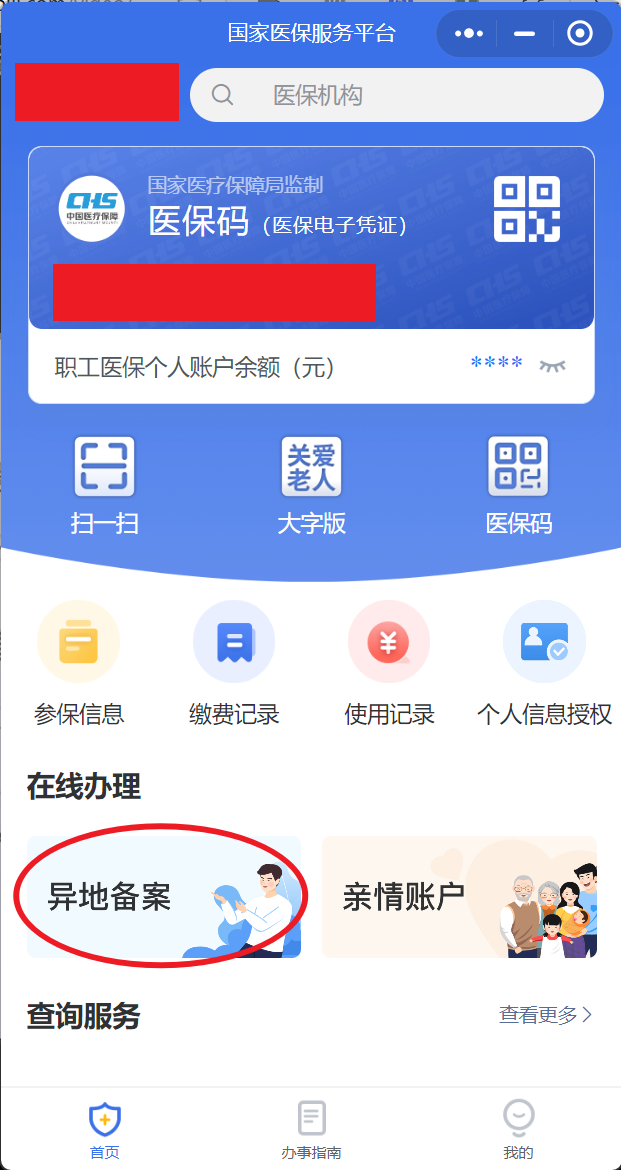 国家医保服务平台
医保机构
国家医疗保障局监制
CHS
中国医疗保障
医保码（医保电子凭证）
职工医保个人账户余额（元）
****
扫一扫
关爱老人
大字版
医保码
参保信息
缴费记录
使用记录
个人信息授权
在线办理
异地备案
亲情账户
查询服务
查看更多
首页
办事指南
我的